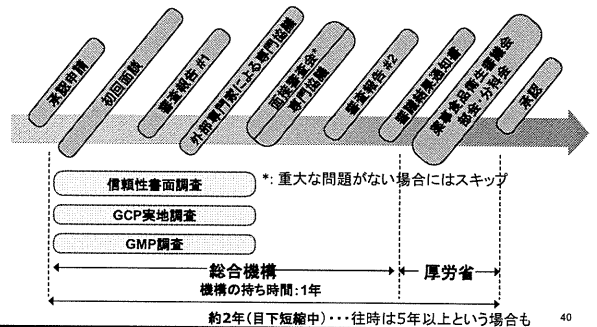 承認申請
初回面談
審査報告 #1
外部専門家による専門協議
面接審査会*
専門協議
審査報告 #2
審議結果通知書
薬事食品衛生審議会
部会・分科会
承認
信頼性書面調査
*: 重大な問題がない場合にはスキップ
GCP実地調査
GMP調査
総合機構
厚労省
機構の持ち時間:1年
約2年(目下短縮中)・・・往時は5年以上という場合も
40